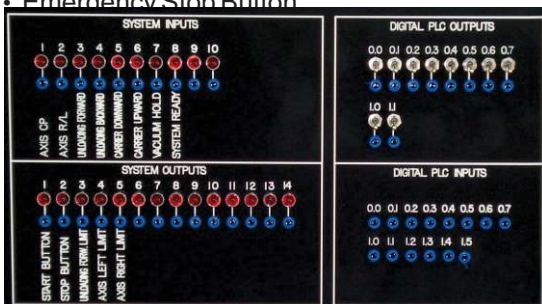 • Emergency Stop Button
SYSTEM INPUTS
1 2 3 4 5 6 7 8 9 10
AXIS CP
AXIS R/L
UNLOADING FORWARD
UNLOADING BACKWARD
CARRIER DOWNWARD
CARRIER UPWARD
VACUUM HOLD
SYSTEM READY
DIGITAL PLC OUTPUTS
0.0 0.1 0.2 0.3 0.4 0.5 0.6 0.7
1.0 1.1
SYSTEM OUTPUTS
1 2 3 4 5 6 7 8 9 10 11 12 13 14
START BUTTON
STOP BUTTON
UNLOADING FORW. LIMIT
AXIS LEFT LIMIT
AXIS RIGHT LIMIT
DIGITAL PLC INPUTS
0.0 0.1 0.2 0.3 0.4 0.5 0.6 0.7
1.0 1.1 1.2 1.3 1.4 1.5